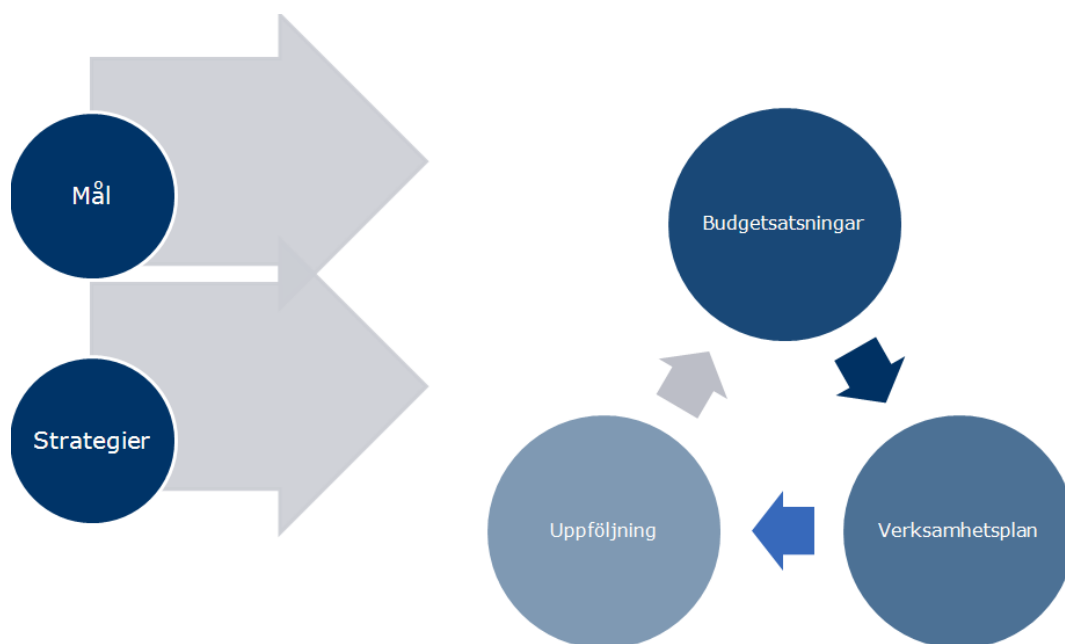 Mål
Strategier
Budgetsatsningar
Verksamhetsplan
Uppföljning